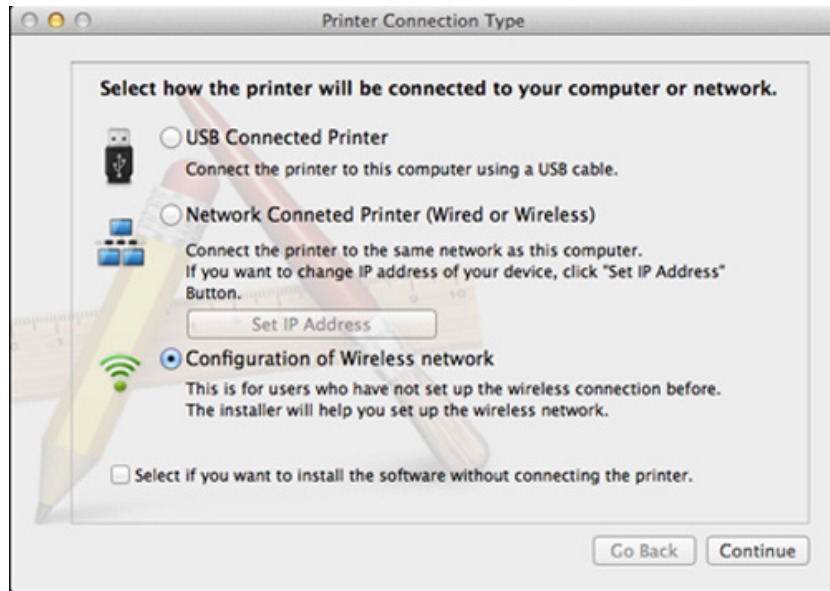 Printer Connection Type
Select how the printer will be connected to your computer or network.
USB Connected Printer
Connect the printer to this computer using a USB cable.
Network Conneted Printer (Wired or Wireless)
Connect the printer to the same network as this computer.
If you want to change IP address of your device, click "Set IP Address"
Button.
Set IP Address
Configuration of Wireless network
This is for users who have not set up the wireless connection before.
The installer will help you set up the wireless network.
Select if you want to install the software without connecting the printer.
Go Back
Continue